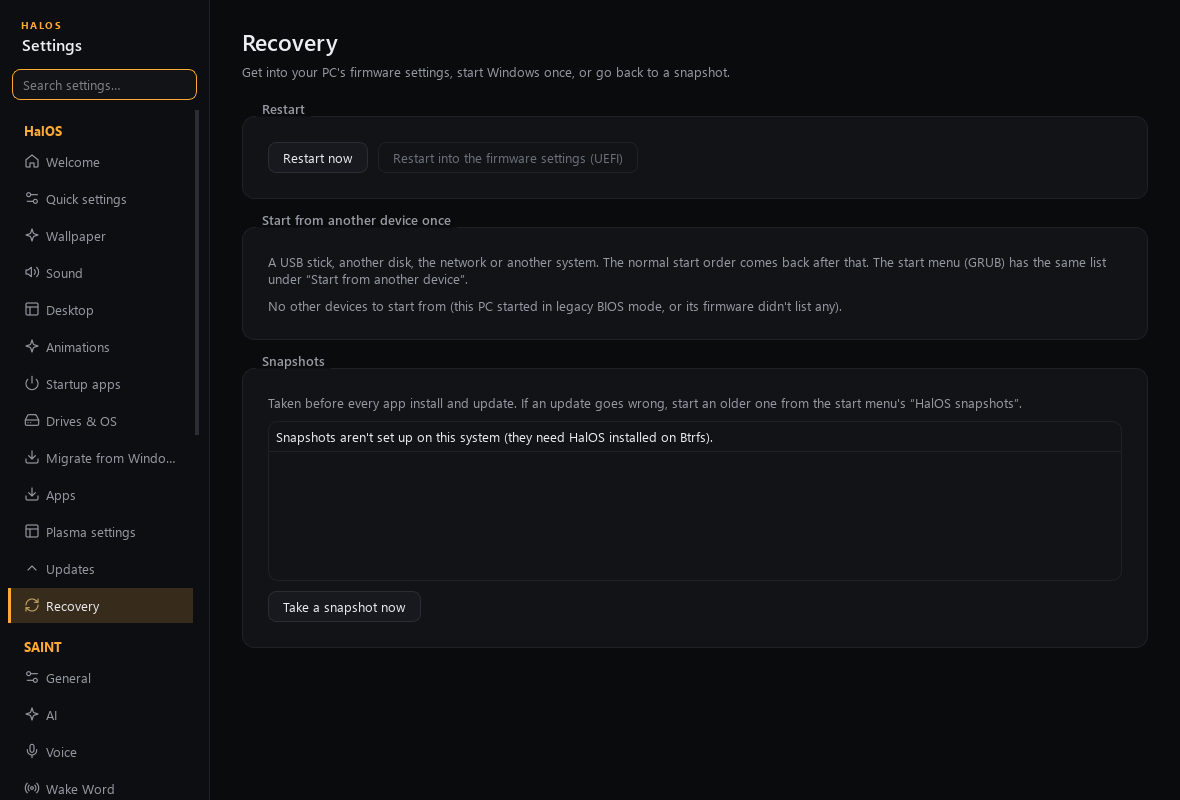 HALOS
Settings
Search settings...
HalOS
Welcome
Quick settings
Wallpaper
Sound
Desktop
Animations
Startup apps
Drives & OS
Migrate from Windo...
Apps
Plasma settings
Updates
Recovery
SAINT
General
AI
Voice
Wake Word
Recovery
Get into your PC's firmware settings, start Windows once, or go back to a snapshot.
Restart
Restart now
Restart into the firmware settings (UEFI)
Start from another device once
A USB stick, another disk, the network or another system. The normal start order comes back after that. The start menu (GRUB) has the same list
under “Start from another device”.
No other devices to start from (this PC started in legacy BIOS mode, or its firmware didn't list any).
Snapshots
Taken before every app install and update. If an update goes wrong, start an older one from the start menu's “HalOS snapshots”.
Snapshots aren't set up on this system (they need HalOS installed on Btrfs).
Take a snapshot now